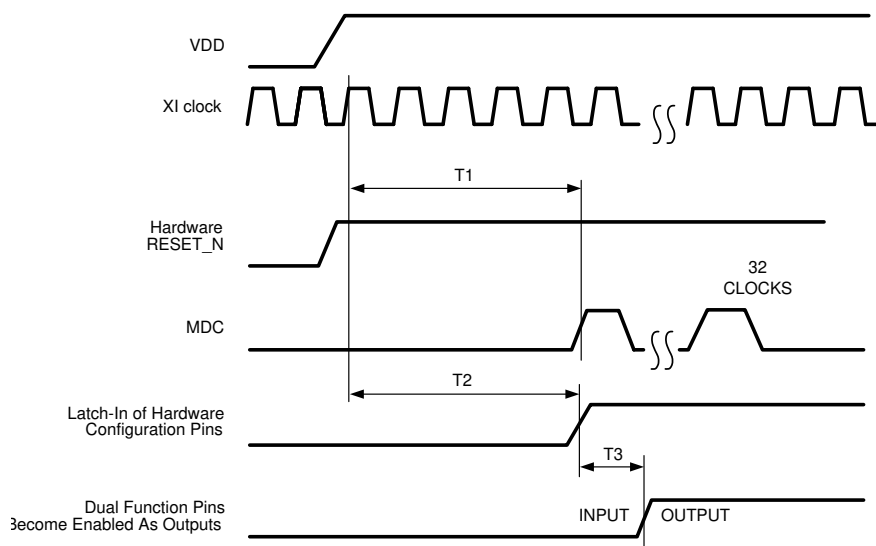 VDD
XI clock
T1
Hardware
RESET_N
32
CLOCKS
MDC
T2
Latch-In of Hardware
Configuration Pins
T3
Dual Function Pins
Become Enabled As Outputs
INPUT
OUTPUT